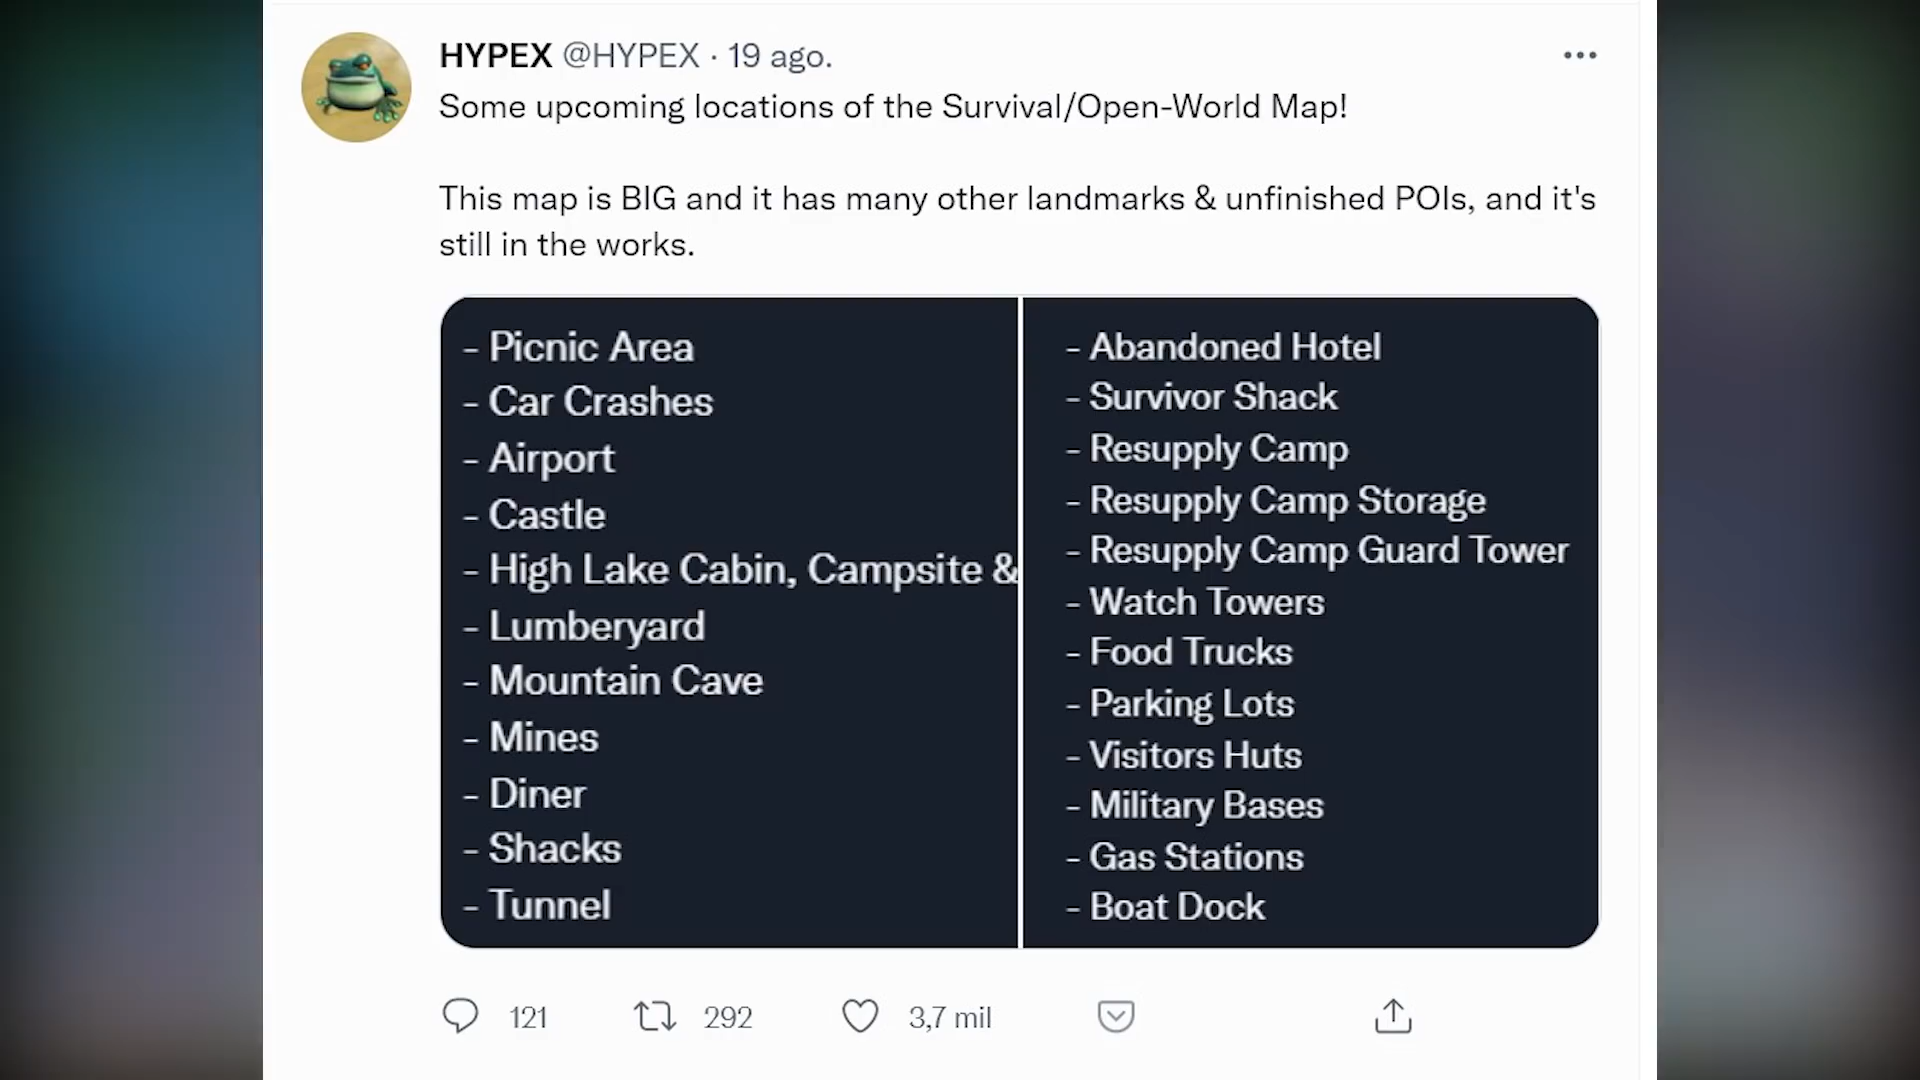 HYPEX @HYPEX · 19 ago.
Some upcoming locations of the Survival/Open-World Map!
This map is BIG and it has many other landmarks & unfinished POIs, and it's
still in the works.
- Picnic Area
- Car Crashes
- Airport
- Castle
- High Lake Cabin, Campsite &
- Lumberyard
- Mountain Cave
- Mines
- Diner
- Shacks
- Tunnel
- Abandoned Hotel
- Survivor Shack
- Resupply Camp
- Resupply Camp Storage
- Resupply Camp Guard Tower
- Watch Towers
- Food Trucks
- Parking Lots
- Visitors Huts
- Military Bases
- Gas Stations
- Boat Dock
121 292 3,7 mil